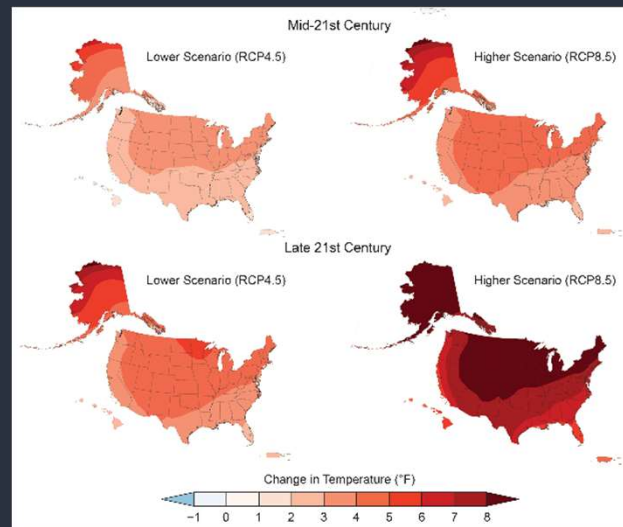 Mid-21st Century
Lower Scenario (RCP4.5)
Higher Scenario (RCP8.5)
Late 21st Century
Lower Scenario (RCP4.5)
Higher Scenario (RCP8.5)
Change in Temperature (°F)
−1 0 1 2 3 4 5 6 7 8